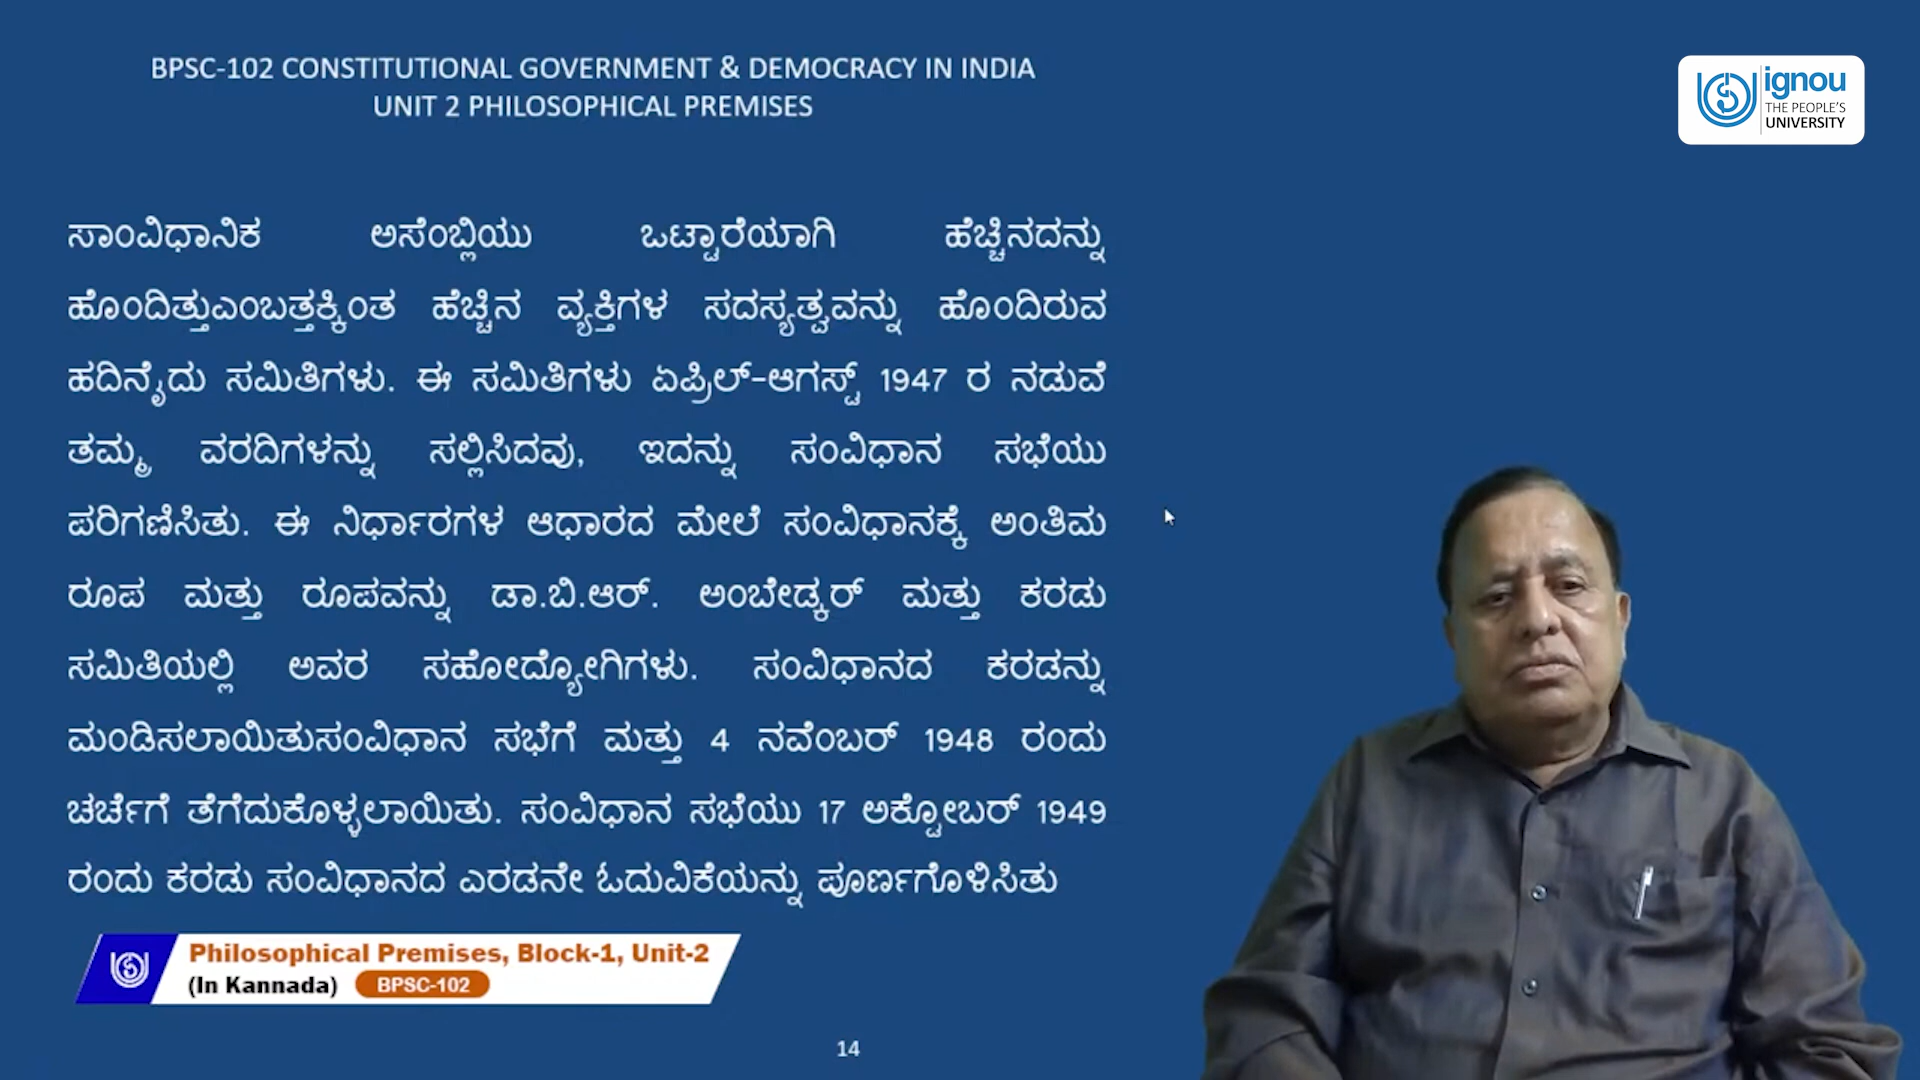 BPSC-102 CONSTITUTIONAL GOVERNMENT & DEMOCRACY IN INDIA
UNIT 2 PHILOSOPHICAL PREMISES
ignou
THE PEOPLE'S
UNIVERSITY
ಸಾಂವಿಧಾನಿಕ ಅಸೆಂಬ್ಲಿಯು ಒಟ್ಟಾರೆಯಾಗಿ ಹೆಚ್ಚಿನದನ್ನು
ಹೊಂದಿತ್ತುಎಂಬತ್ತಕ್ಕಿಂತ ಹೆಚ್ಚಿನ ವ್ಯಕ್ತಿಗಳ ಸದಸ್ಯತ್ವವನ್ನು ಹೊಂದಿರುವ
ಹದಿನೈದು ಸಮಿತಿಗಳು. ಈ ಸಮಿತಿಗಳು ಏಪ್ರಿಲ್-ಆಗಸ್ಟ್ 1947 ರ ನಡುವೆ
ತಮ್ಮ ವರದಿಗಳನ್ನು ಸಲ್ಲಿಸಿದವು, ಇದನ್ನು ಸಂವಿಧಾನ ಸಭೆಯು
ಪರಿಗಣಿಸಿತು. ಈ ನಿರ್ಧಾರಗಳ ಆಧಾರದ ಮೇಲೆ ಸಂವಿಧಾನಕ್ಕೆ ಅಂತಿಮ
ರೂಪ ಮತ್ತು ರೂಪವನ್ನು ಡಾ.ಬಿ.ಆರ್. ಅಂಬೇಡ್ಕರ್ ಮತ್ತು ಕರಡು
ಸಮಿತಿಯಲ್ಲಿ ಅವರ ಸಹೋದ್ಯೋಗಿಗಳು. ಸಂವಿಧಾನದ ಕರಡನ್ನು
ಮಂಡಿಸಲಾಯಿತುಸಂವಿಧಾನ ಸಭೆಗೆ ಮತ್ತು 4 ನವೆಂಬರ್ 1948 ರಂದು
ಚರ್ಚೆಗೆ ತೆಗೆದುಕೊಳ್ಳಲಾಯಿತು. ಸಂವಿಧಾನ ಸಭೆಯು 17 ಅಕ್ಟೋಬರ್ 1949
ರಂದು ಕರಡು ಸಂವಿಧಾನದ ಎರಡನೇ ಓದುವಿಕೆಯನ್ನು ಪೂರ್ಣಗೊಳಿಸಿತು
Philosophical Premises, Block-1, Unit-2
(In Kannada) BPSC-102
14